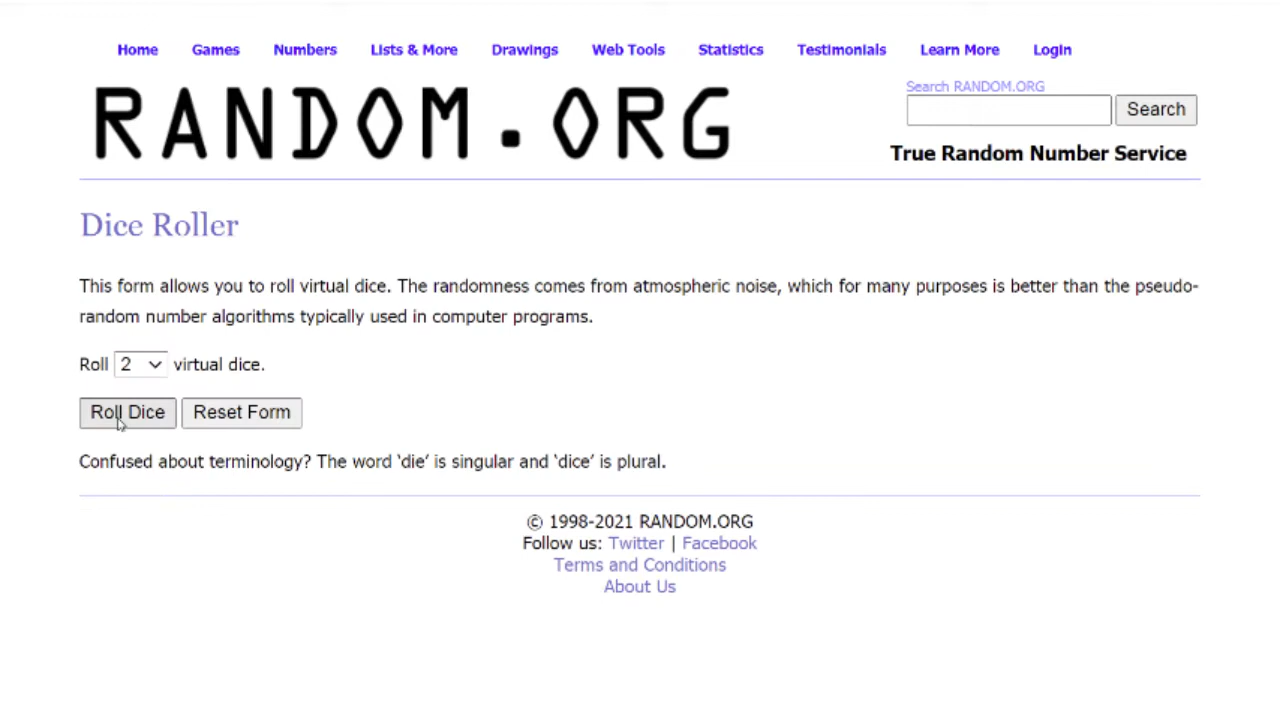 Home Games Numbers Lists & More Drawings Web Tools Statistics Testimonials Learn More Login
RANDOM.ORG
Search RANDOM.ORG
Search
True Random Number Service
Dice Roller
This form allows you to roll virtual dice. The randomness comes from atmospheric noise, which for many purposes is better than the pseudo-
random number algorithms typically used in computer programs.
Roll 2 virtual dice.
Roll Dice Reset Form
Confused about terminology? The word ‘die’ is singular and ‘dice’ is plural.
© 1998-2021 RANDOM.ORG
Follow us: Twitter | Facebook
Terms and Conditions
About Us